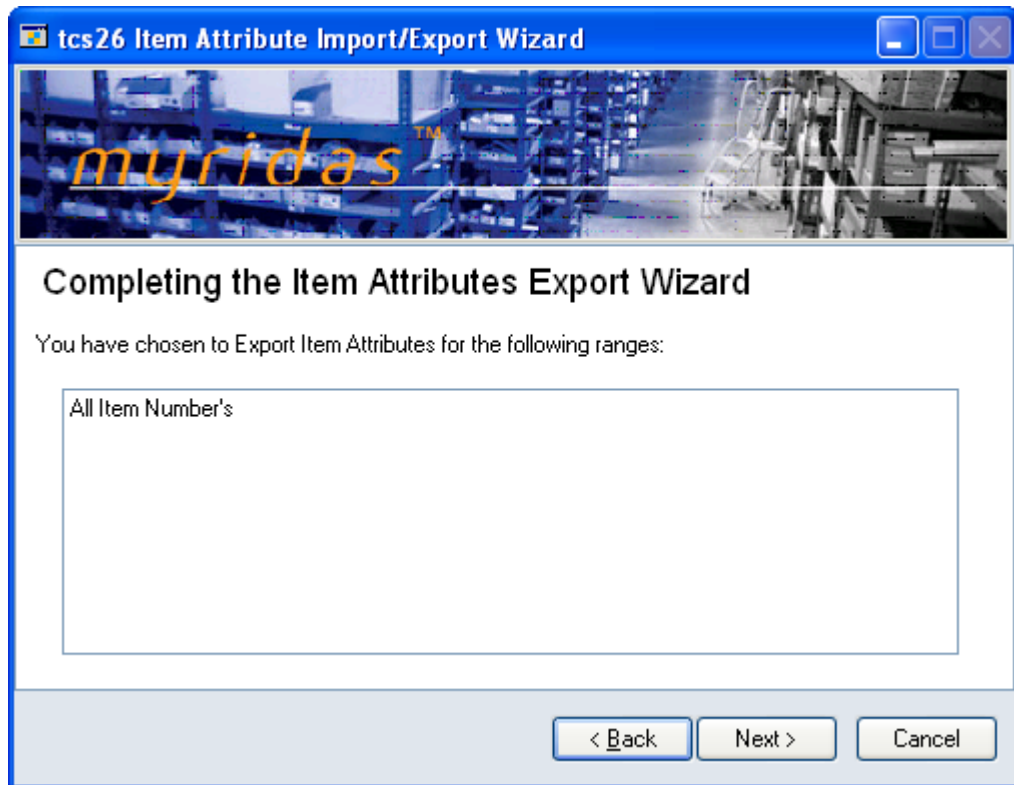 tcs26 Item Attribute Import/Export Wizard
myridas™
Completing the Item Attributes Export Wizard
You have chosen to Export Item Attributes for the following ranges:
All Item Number's
< Back
Next >
Cancel